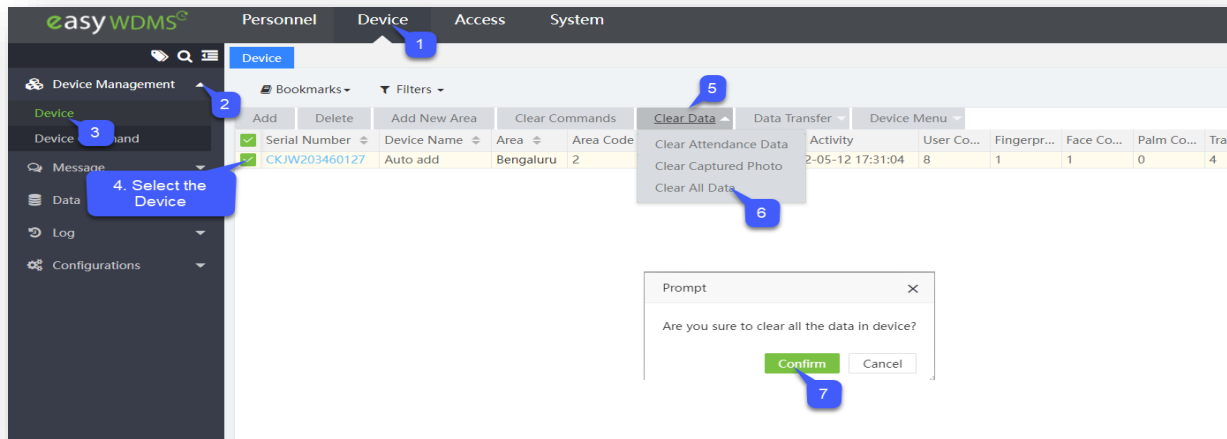 easy WDMS
Personnel Device Access System
1
Device
Device Management
2
Bookmarks Filters
5
Device
3
Add Delete Add New Area Clear Commands Clear Data Data Transfer Device Menu
Device mand
Serial Number Device Name Area Area Code Activity User Co... Fingerpr... Face Co... Palm Co... Tra
CKJW203460127 Auto add Bengaluru 2 2-05-12 17:31:04 8 1 1 0 4
Clear Attendance Data
Clear Captured Photo
Clear All Data
6
Message
4. Select the
Device
Data
Log
Configurations
Prompt
Are you sure to clear all the data in device?
Confirm Cancel
7